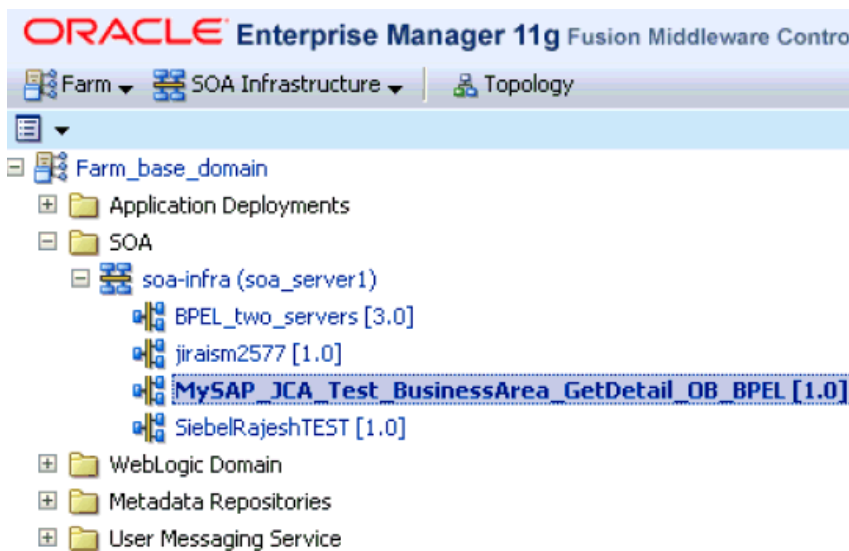 ORACLE Enterprise Manager 11g Fusion Middleware Contro
Farm SOA Infrastructure Topology
Farm_base_domain
Application Deployments
SOA
soa-infra (soa_server1)
BPEL_two_servers [3.0]
jiraism2577 [1.0]
MySAP_JCA_Test_BusinessArea_GetDetail_OB_BPEL [1.0]
SiebelRajeshTEST [1.0]
WebLogic Domain
Metadata Repositories
User Messaging Service